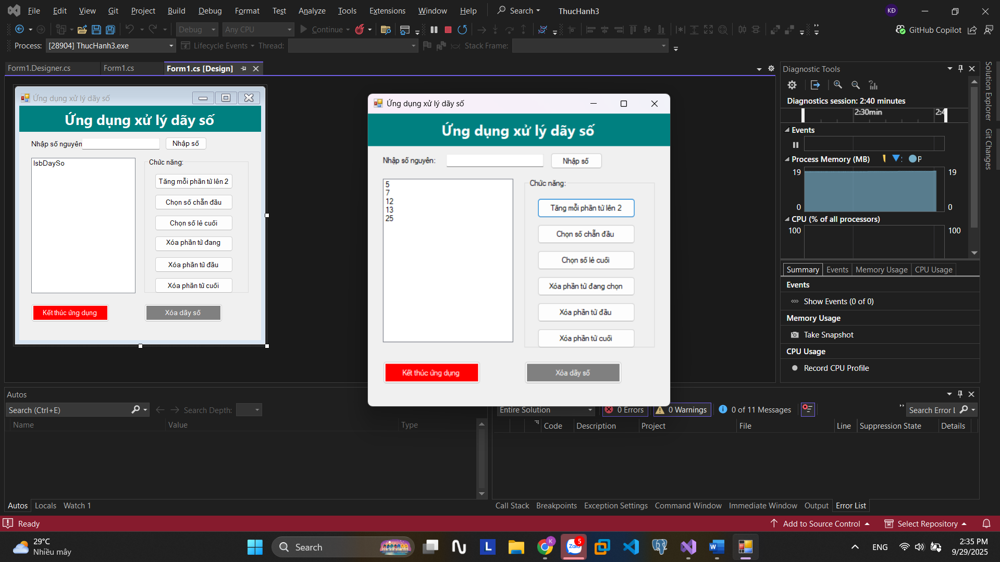 File Edit View Git Project Build Debug Format Test Analyze Tools Extensions Window Help Search ThucHanh3 KD
Debug Any CPU Continue GitHub Copilot
Process: [28904] ThucHanh3.exe Lifecycle Events Thread: Stack Frame:
Form1.Designer.cs Form1.cs Form1.cs [Design]
Ứng dụng xử lý dãy số
Ứng dụng xử lý dãy số
Nhập số nguyên Nhập số
lsbDaySo
Chức năng:
Tăng mỗi phần tử lên 2
Chọn số chẵn đầu
Chọn số lẻ cuối
Xóa phần tử đang
Xóa phần tử đầu
Xóa phần tử cuối
Kết thúc ứng dụng Xóa dãy số
Ứng dụng xử lý dãy số
Ứng dụng xử lý dãy số
Nhập số nguyên: Nhập số
5
7
12
13
25
Chức năng:
Tăng mỗi phần tử lên 2
Chọn số chẵn đầu
Chọn số lẻ cuối
Xóa phần tử đang chọn
Xóa phần tử đầu
Xóa phần tử cuối
Kết thúc ứng dụng Xóa dãy số
Diagnostic Tools
Diagnostics session: 2:40 minutes
2:30min 2:4
Events
Process Memory (MB) P
19 19
0 0
CPU (% of all processors)
100 100
Summary Events Memory Usage CPU Usage
Events
Show Events (0 of 0)
Memory Usage
Take Snapshot
CPU Usage
Record CPU Profile
Solution Explorer
Git Changes
Autos
Search (Ctrl+E) Search Depth:
Name Value Type
Autos Locals Watch 1
Entire Solution 0 Errors 0 Warnings 0 of 11 Messages Search Error L
Code Description Project File Line Suppression State Details
Call Stack Breakpoints Exception Settings Command Window Immediate Window Output Error List
Ready Add to Source Control Select Repository
29°C
Nhiều mây
Search
L
K
Zalo
5
W
ENG
2:35 PM
9/29/2025